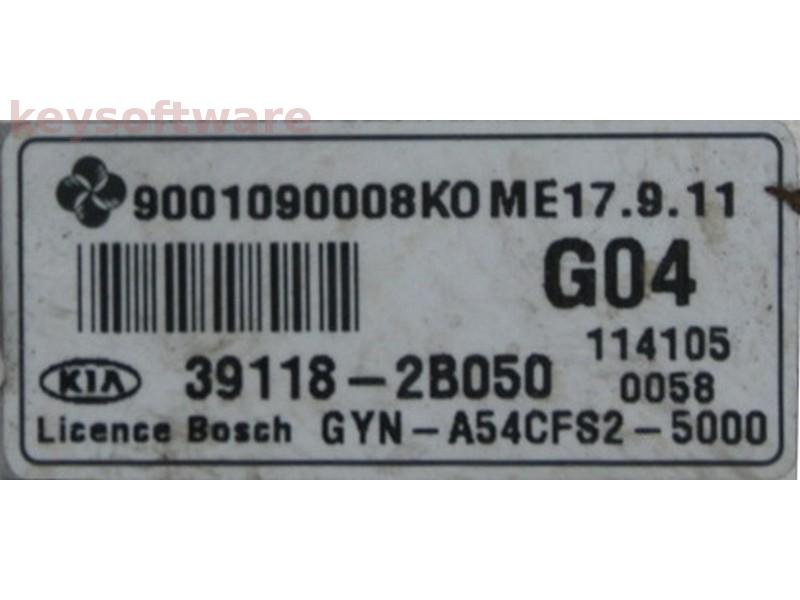 keysoftware
9001090008KO ME17.9.11
G04
114105
KIA 39118-2B050
0058
Licence Bosch GYN-A54CFS2-5000